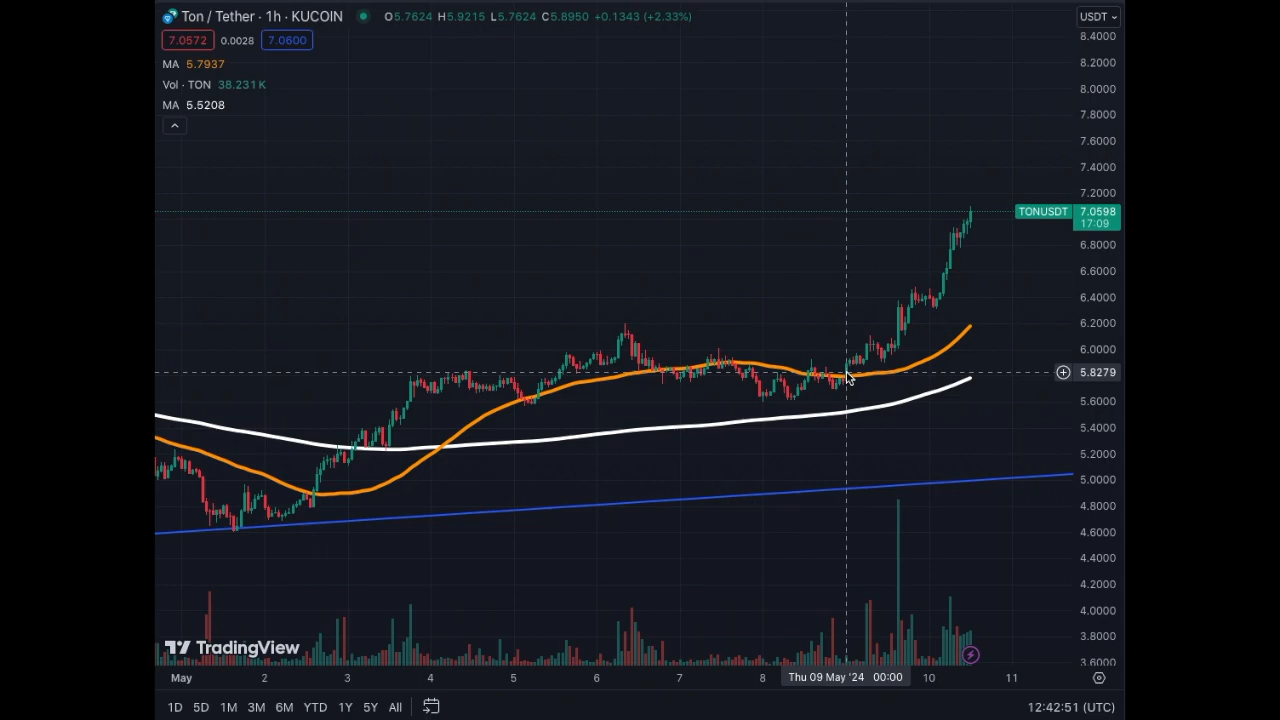 Ton / Tether · 1h · KUCOIN O5.7624 H5.9215 L5.7624 C5.8950 +0.1343 (+2.33%)
USDT
7.0572 0.0028 7.0600
MA 5.7937
Vol · TON 38.231K
MA 5.5208
8.4000
8.2000
8.0000
7.8000
7.6000
7.4000
7.2000
TONUSDT 7.0598
17:09
6.8000
6.6000
6.4000
6.2000
6.0000
5.8279
5.6000
5.4000
5.2000
5.0000
4.8000
4.6000
4.4000
4.2000
4.0000
3.8000
3.6000
TradingView
May 2 3 4 5 6 7 8 Thu 09 May '24 00:00 10 11
1D 5D 1M 3M 6M YTD 1Y 5Y All 12:42:51 (UTC)